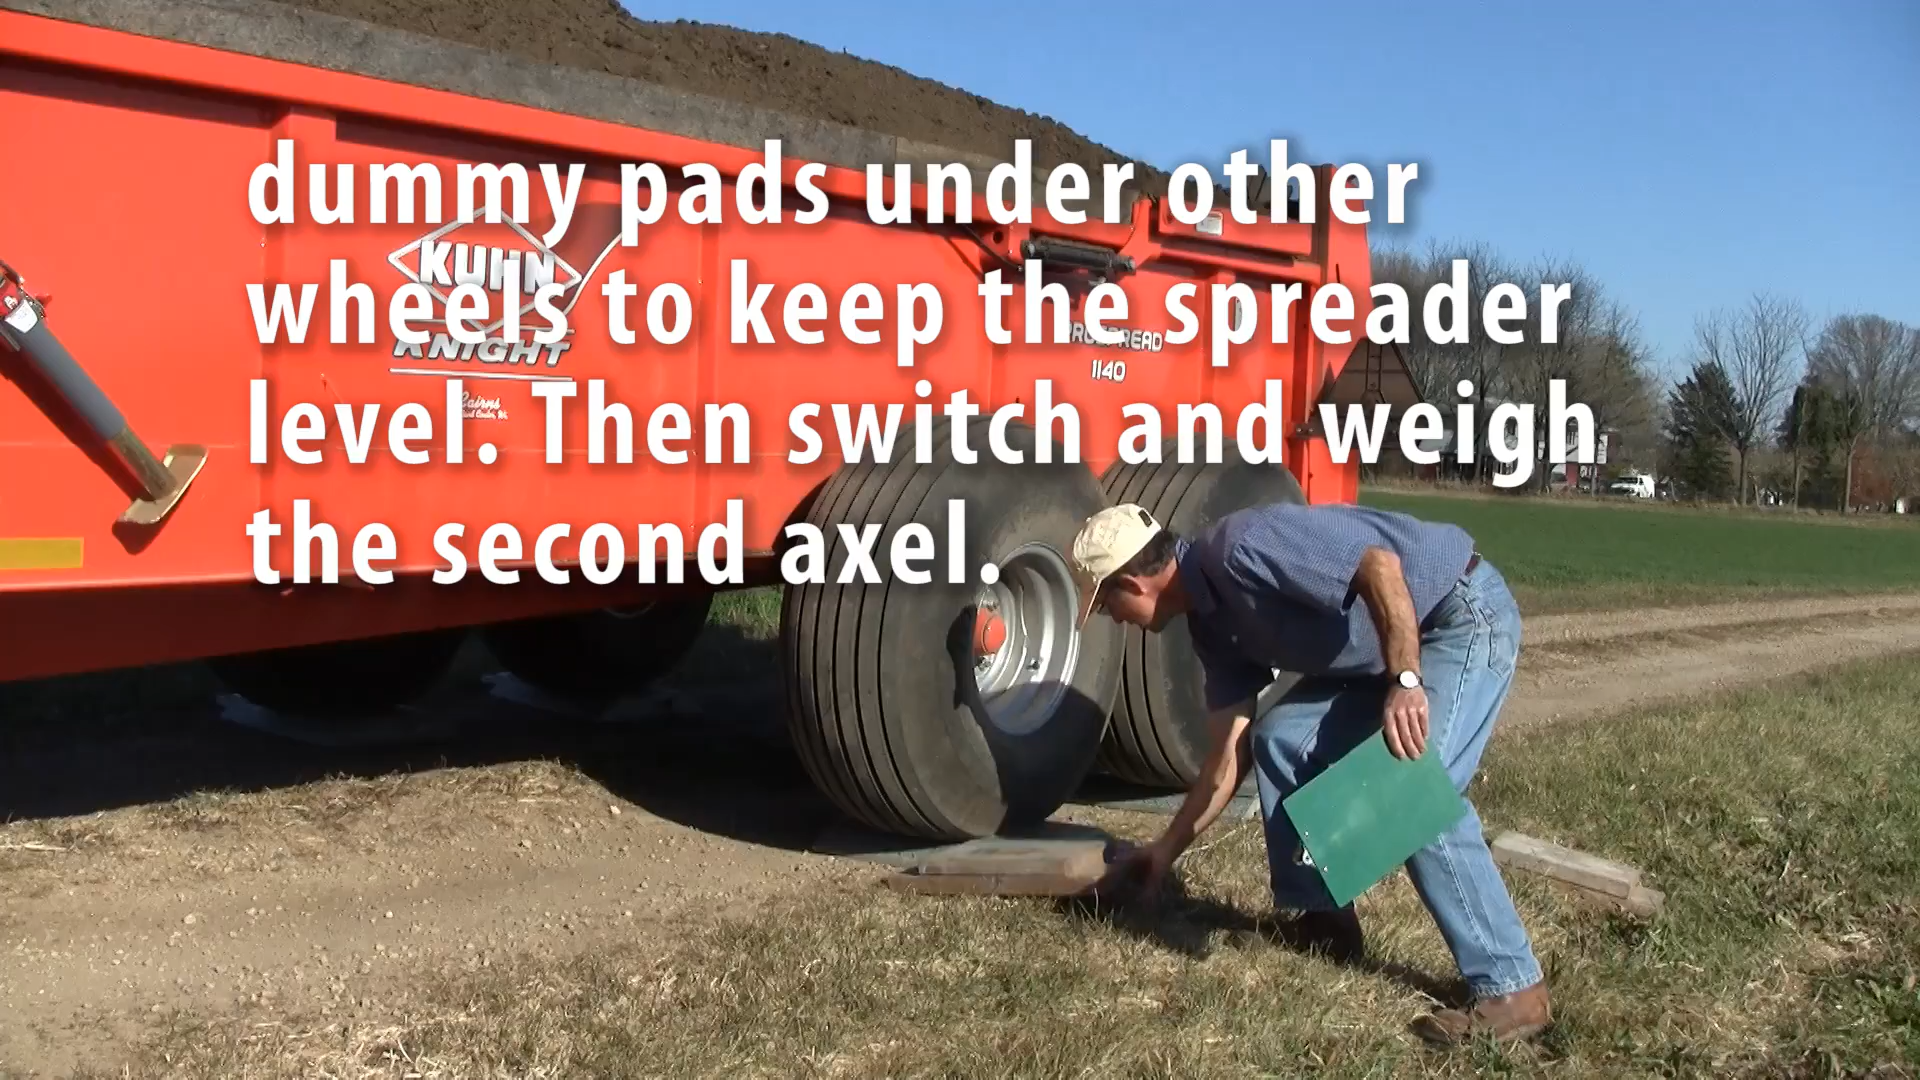 dummy pads under other
wheels to keep the spreader
level. Then switch and weigh
the second axel.
KUHN
KNIGHT
1140